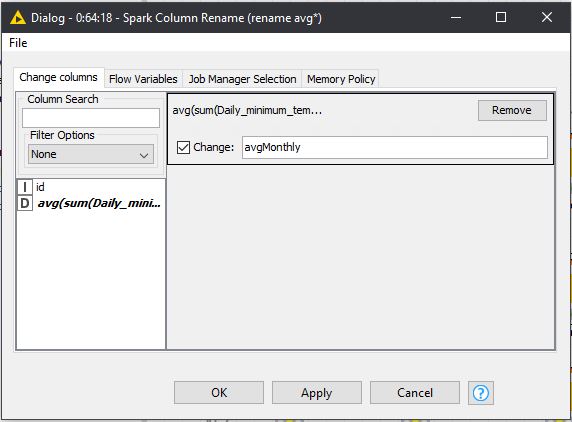 Dialog - 0:64:18 - Spark Column Rename (rename avg*)
File
Change columns Flow Variables Job Manager Selection Memory Policy
Column Search
Filter Options
None
I id
D avg(sum(Daily_mini...
avg(sum(Daily_minimum_tem...
Remove
Change: avgMonthly
OK Apply Cancel ?